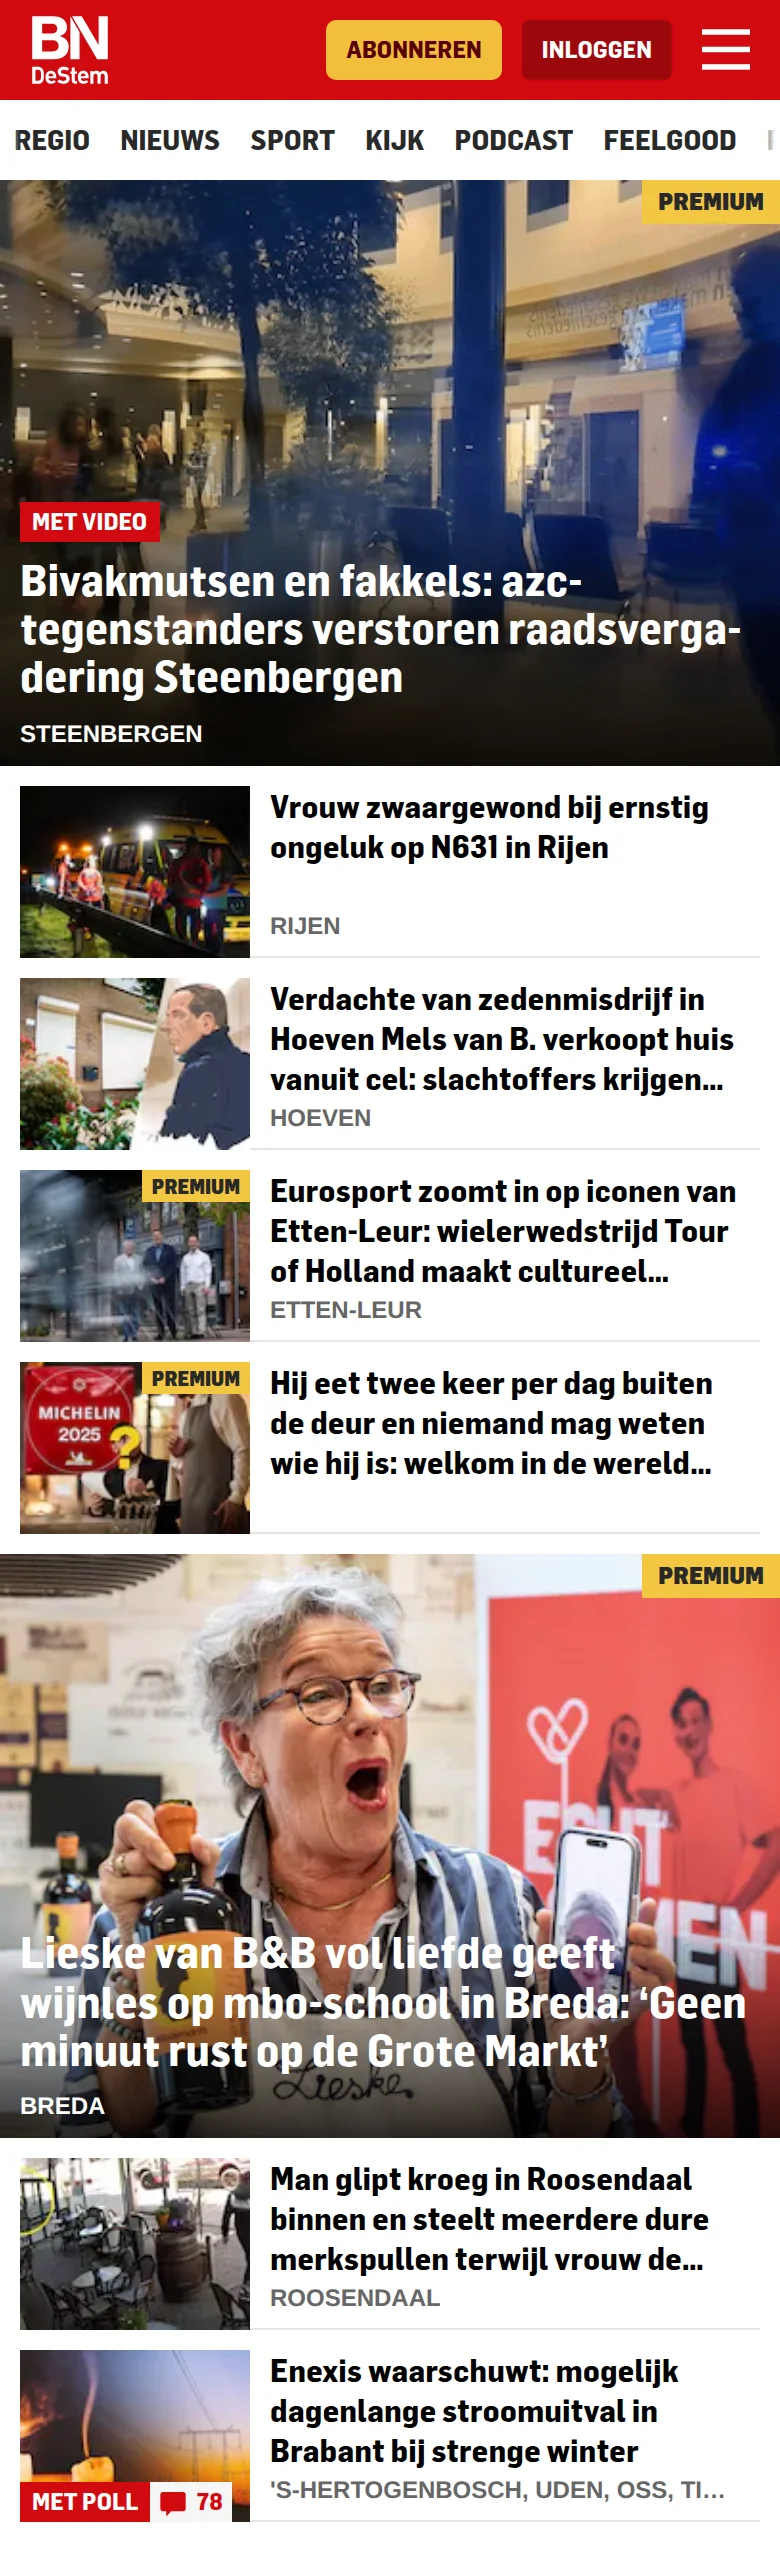 BN
DeStem
ABONNEREN
INLOGGEN
REGIO NIEUWS SPORT KIJK PODCAST FEELGOOD
PREMIUM
MET VIDEO
Bivakmutsen en fakkels: azc-
tegenstanders verstoren raadsverga-
dering Steenbergen
STEENBERGEN
Vrouw zwaargewond bij ernstig
ongeluk op N631 in Rijen
RIJEN
Verdachte van zedenmisdrijf in
Hoeven Mels van B. verkoopt huis
vanuit cel: slachtoffers krijgen...
HOEVEN
PREMIUM
Eurosport zoomt in op iconen van
Etten-Leur: wielerwedstrijd Tour
of Holland maakt cultureel...
ETTEN-LEUR
PREMIUM
MICHELIN
2025
?
Hij eet twee keer per dag buiten
de deur en niemand mag weten
wie hij is: welkom in de wereld...
PREMIUM
Lieske van B&B vol liefde geeft
wijnles op mbo-school in Breda: ‘Geen
minuut rust op de Grote Markt’
Lieske
BREDA
Man glipt kroeg in Roosendaal
binnen en steelt meerdere dure
merkspullen terwijl vrouw de...
ROOSENDAAL
Enexis waarschuwt: mogelijk
dagenlange stroomuitval in
Brabant bij strenge winter
'S-HERTOGENBOSCH, UDEN, OSS, TI...
MET POLL
78